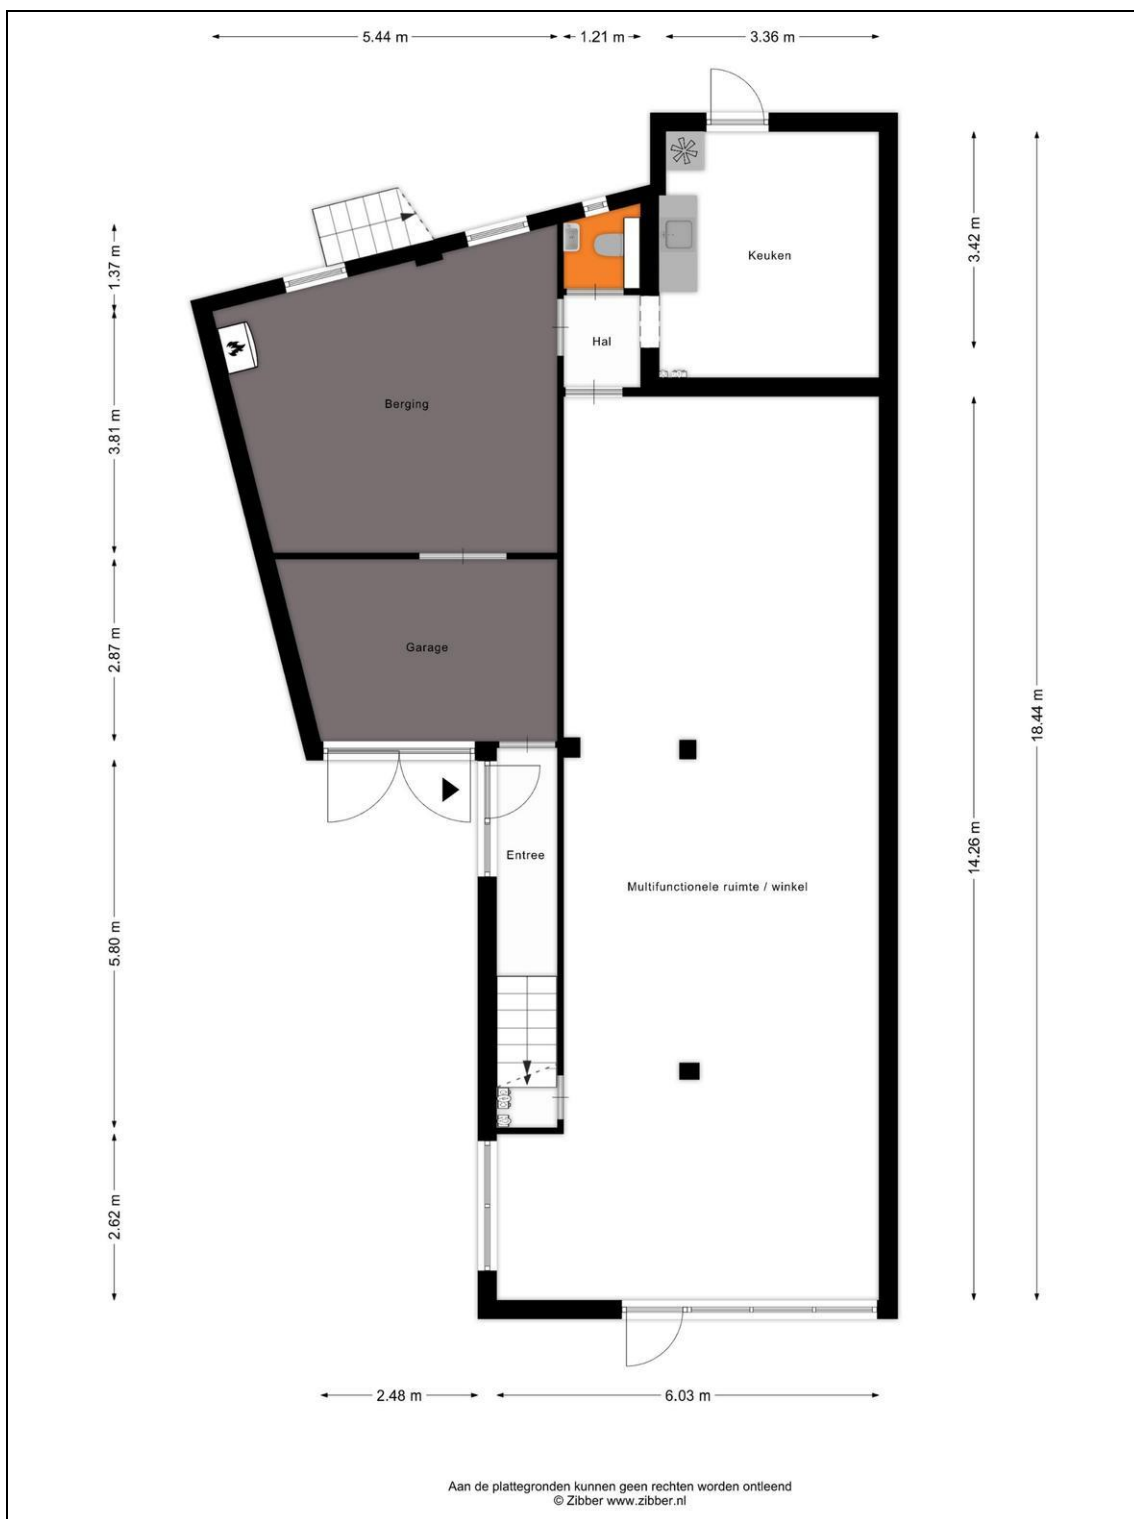 5.44 m
1.21 m
3.36 m
1.37 m
3.81 m
2.87 m
5.80 m
2.62 m
3.42 m
14.26 m
18.44 m
Keuken
Hal
Berging
Garage
Entree
Multifunctionele ruimte / winkel
2.48 m
6.03 m
Aan de plattegronden kunnen geen rechten worden ontleend
© Zibber www.zibber.nl